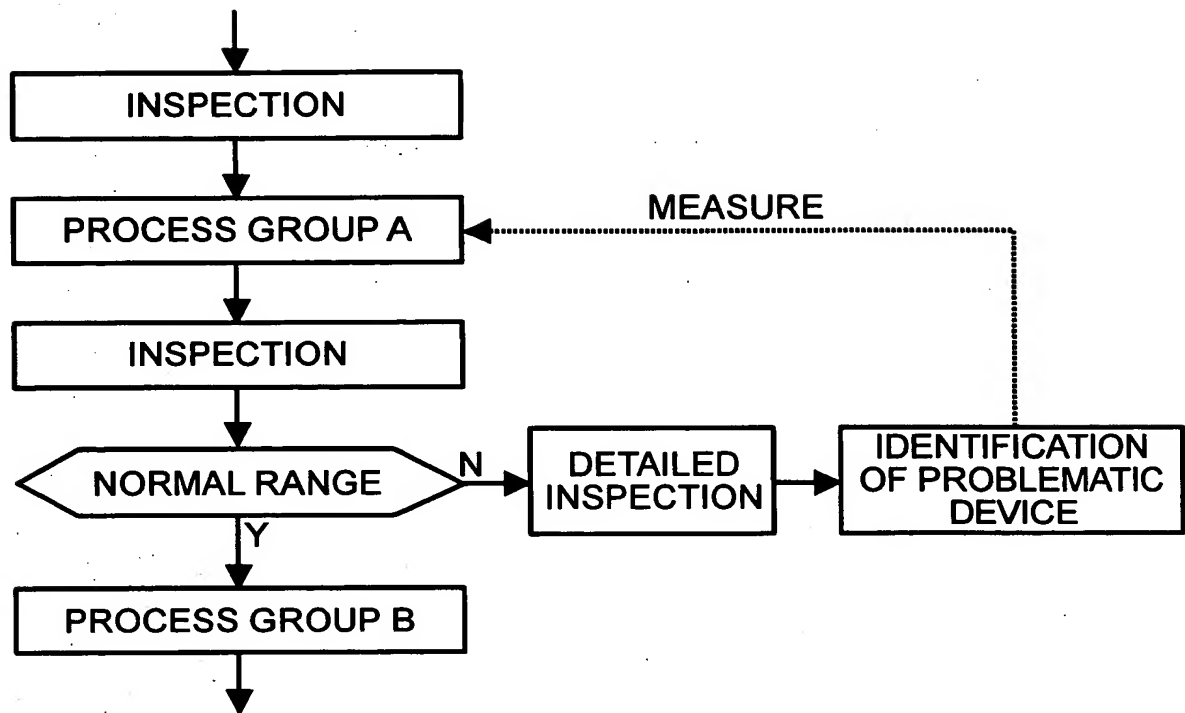 INSPECTION
PROCESS GROUP A
MEASURE
INSPECTION
NORMAL RANGE
N
DETAILED
INSPECTION
IDENTIFICATION
OF PROBLEMATIC
DEVICE
Y
PROCESS GROUP B